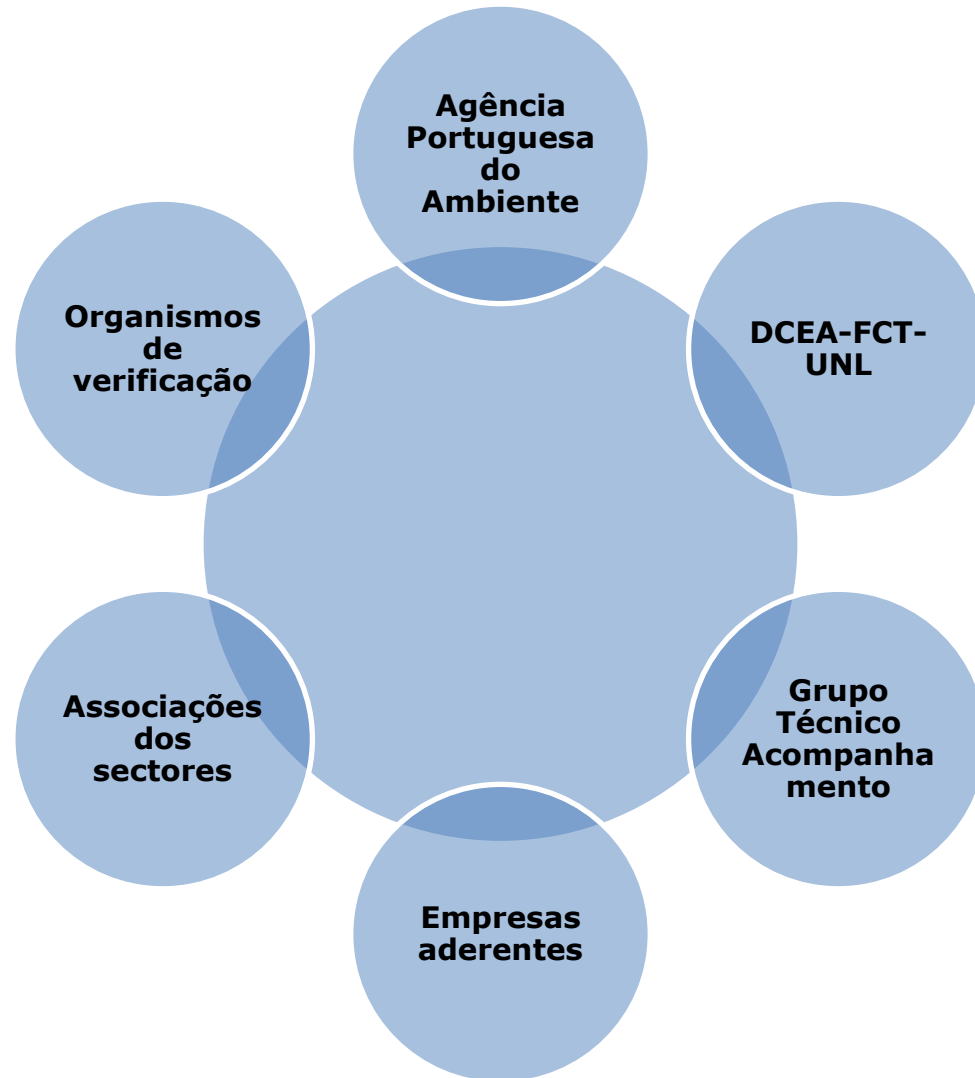 Agência
Portuguesa
do
Ambiente
DCEA-FCT-
UNL
Grupo
Técnico
Acompanha
mento
Empresas
aderentes
Associações
dos
sectores
Organismos
de
verificação